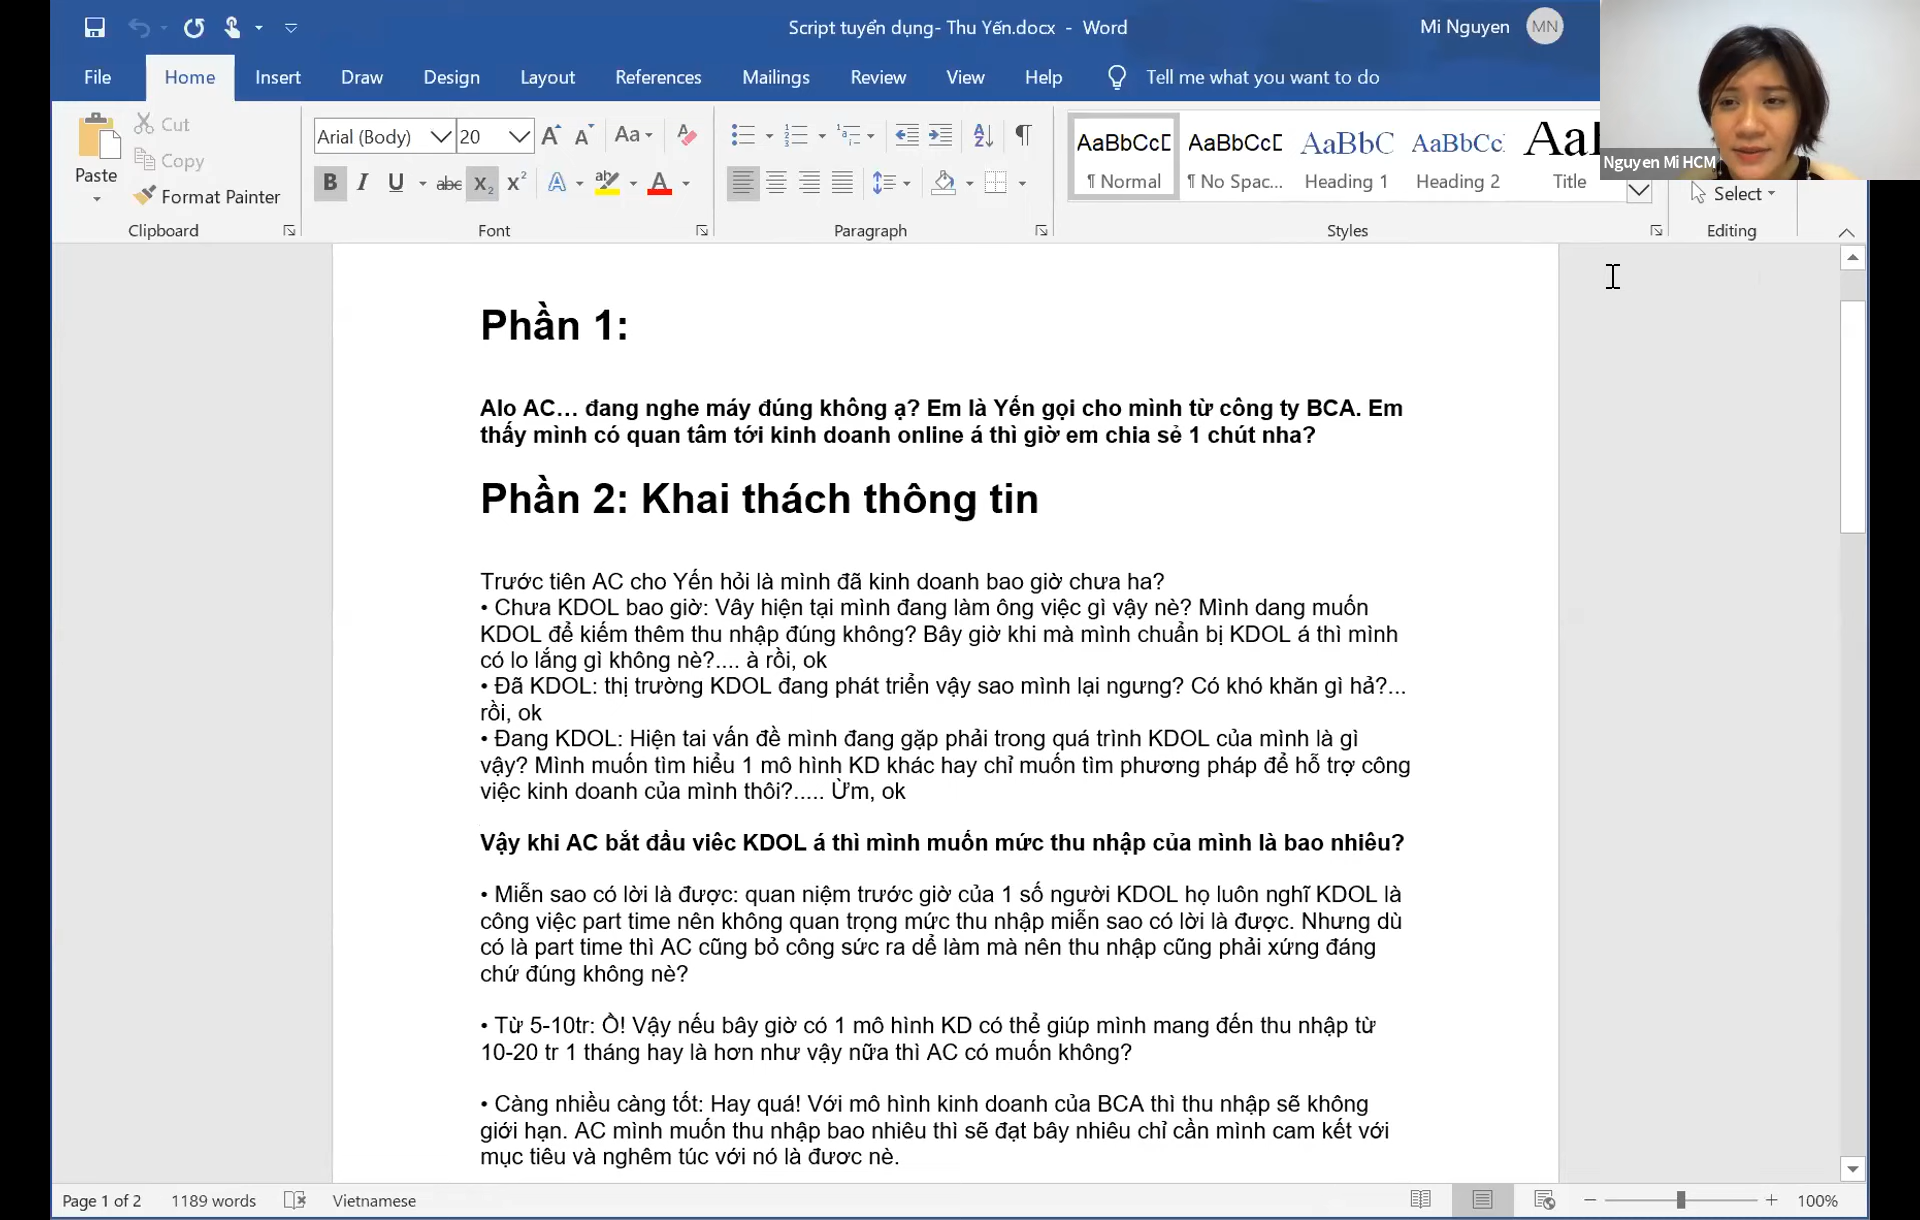 Script tuyển dụng- Thu Yến.docx - Word
Mi Nguyen MN
File Home Insert Draw Design Layout References Mailings Review View Help Tell me what you want to do
Nguyen Mi HCM
Paste
Cut
Copy
Format Painter
Clipboard
Arial (Body) 20 Aa
B I U abc X₂ X² A A
Font
Paragraph
AaBbCcD AaBbCcD AaBbC AaBbCc
¶ Normal ¶ No Spac... Heading 1 Heading 2 Title
Styles
Select
Editing
Phần 1:
Alo AC… đang nghe máy đúng không ạ? Em là Yến gọi cho mình từ công ty BCA. Em
thấy mình có quan tâm tới kinh doanh online á thì giờ em chia sẻ 1 chút nha?
Phần 2: Khai thách thông tin
Trước tiên AC cho Yến hỏi là mình đã kinh doanh bao giờ chưa ha?
• Chưa KDOL bao giờ: Vây hiện tại mình đang làm ông việc gì vậy nè? Mình dang muốn
KDOL để kiếm thêm thu nhập đúng không? Bây giờ khi mà mình chuẩn bị KDOL á thì mình
có lo lắng gì không nè?.... à rồi, ok
• Đã KDOL: thị trường KDOL đang phát triển vậy sao mình lại ngưng? Có khó khăn gì hả?...
rồi, ok
• Đang KDOL: Hiện tai vấn đề mình đang gặp phải trong quá trình KDOL của mình là gì
vậy? Mình muốn tìm hiểu 1 mô hình KD khác hay chỉ muốn tìm phương pháp để hỗ trợ công
việc kinh doanh của mình thôi?..... Ừm, ok
Vậy khi AC bắt đầu viêc KDOL á thì mình muốn mức thu nhập của mình là bao nhiêu?
• Miễn sao có lời là được: quan niệm trước giờ của 1 số người KDOL họ luôn nghĩ KDOL là
công việc part time nên không quan trọng mức thu nhập miễn sao có lời là được. Nhưng dù
có là part time thì AC cũng bỏ công sức ra dể làm mà nên thu nhập cũng phải xứng đáng
chứ đúng không nè?
• Từ 5-10tr: Ồ! Vậy nếu bây giờ có 1 mô hình KD có thể giúp mình mang đến thu nhập từ
10-20 tr 1 tháng hay là hơn như vậy nữa thì AC có muốn không?
• Càng nhiều càng tốt: Hay quá! Với mô hình kinh doanh của BCA thì thu nhập sẽ không
giới hạn. AC mình muốn thu nhập bao nhiêu thì sẽ đạt bây nhiêu chỉ cần mình cam kết với
mục tiêu và nghêm túc với nó là đươc nè.
Page 1 of 2 1189 words Vietnamese 100%